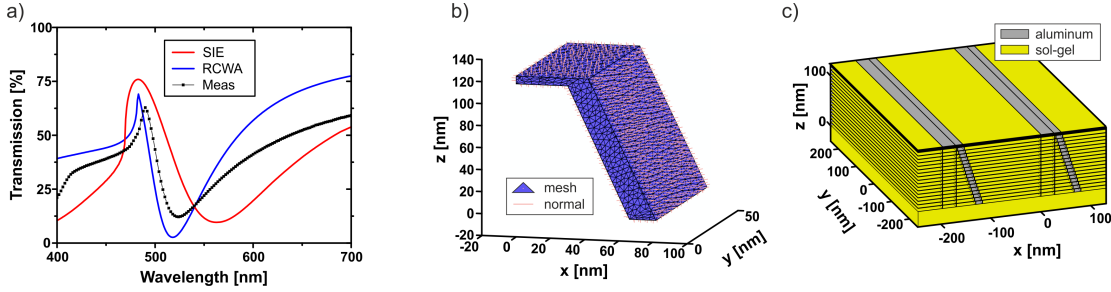 a)
100
75
50
25
0
Transmission [%]
SIE
RCWA
Meas
400
500
600
700
Wavelength [nm]
b)
140
120
100
80
60
40
20
0
-20
z [nm]
mesh
normal
-20
0
20
40
60
80
100
x [nm]
0
50
y [nm]
c)
aluminum
sol-gel
100
0
z [nm]
200
100
0
-100
-200
y [nm]
-200
-100
0
100
x [nm]